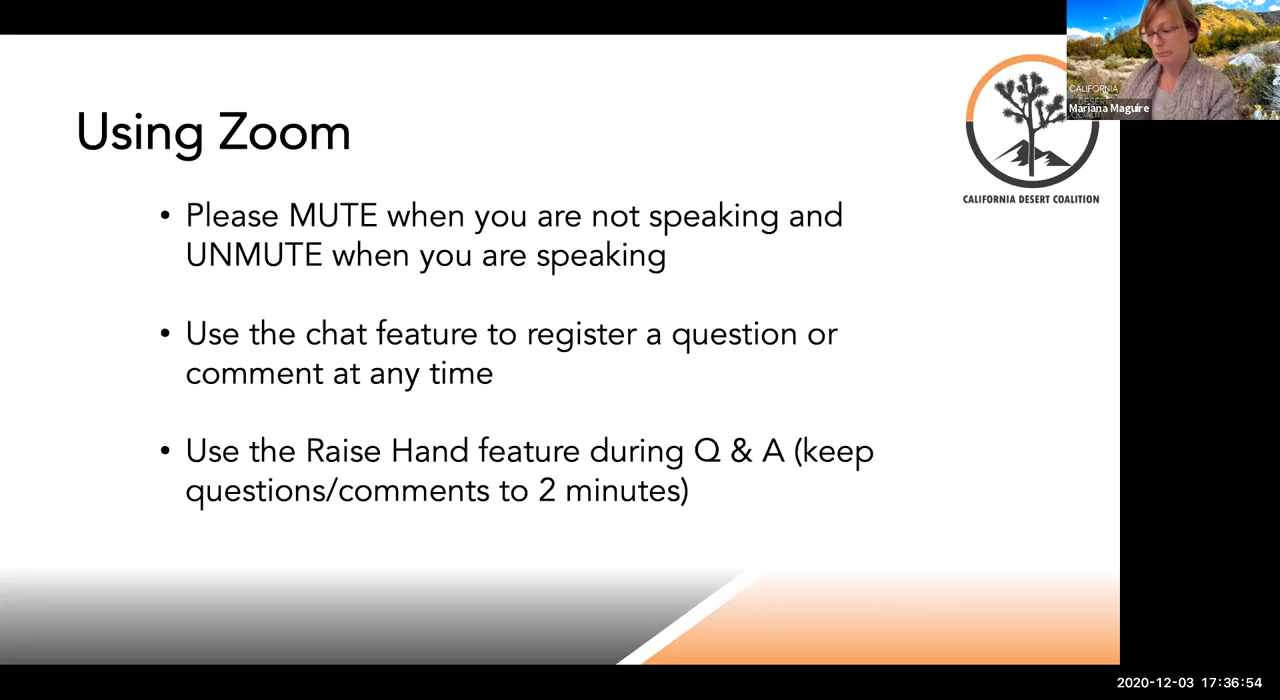 CALIFORNIA
DESERT
Mariana Maguire
CALIFORNIA DESERT COALITION
Using Zoom
• Please MUTE when you are not speaking and
UNMUTE when you are speaking
• Use the chat feature to register a question or
comment at any time
• Use the Raise Hand feature during Q & A (keep
questions/comments to 2 minutes)
2020-12-03 17:36:54